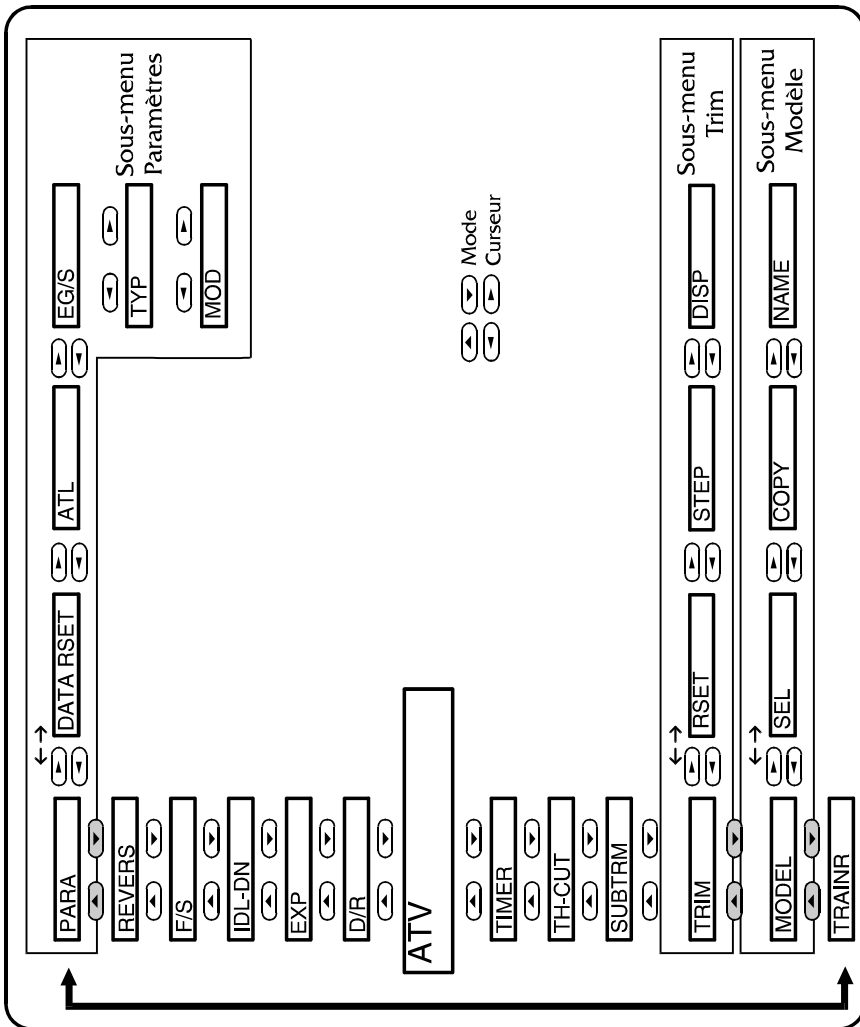 PARA
DATA RSET
ATL
EG/S
TYP
MOD
Sous-menu
Paramètres
REVERS
F/S
IDL-DN
EXP
D/R
ATV
Mode
Curseur
TIMER
TH-CUT
SUBTRM
TRIM
RSET
STEP
DISP
Sous-menu
Trim
MODEL
SEL
COPY
NAME
Sous-menu
Modèle
TRAINR